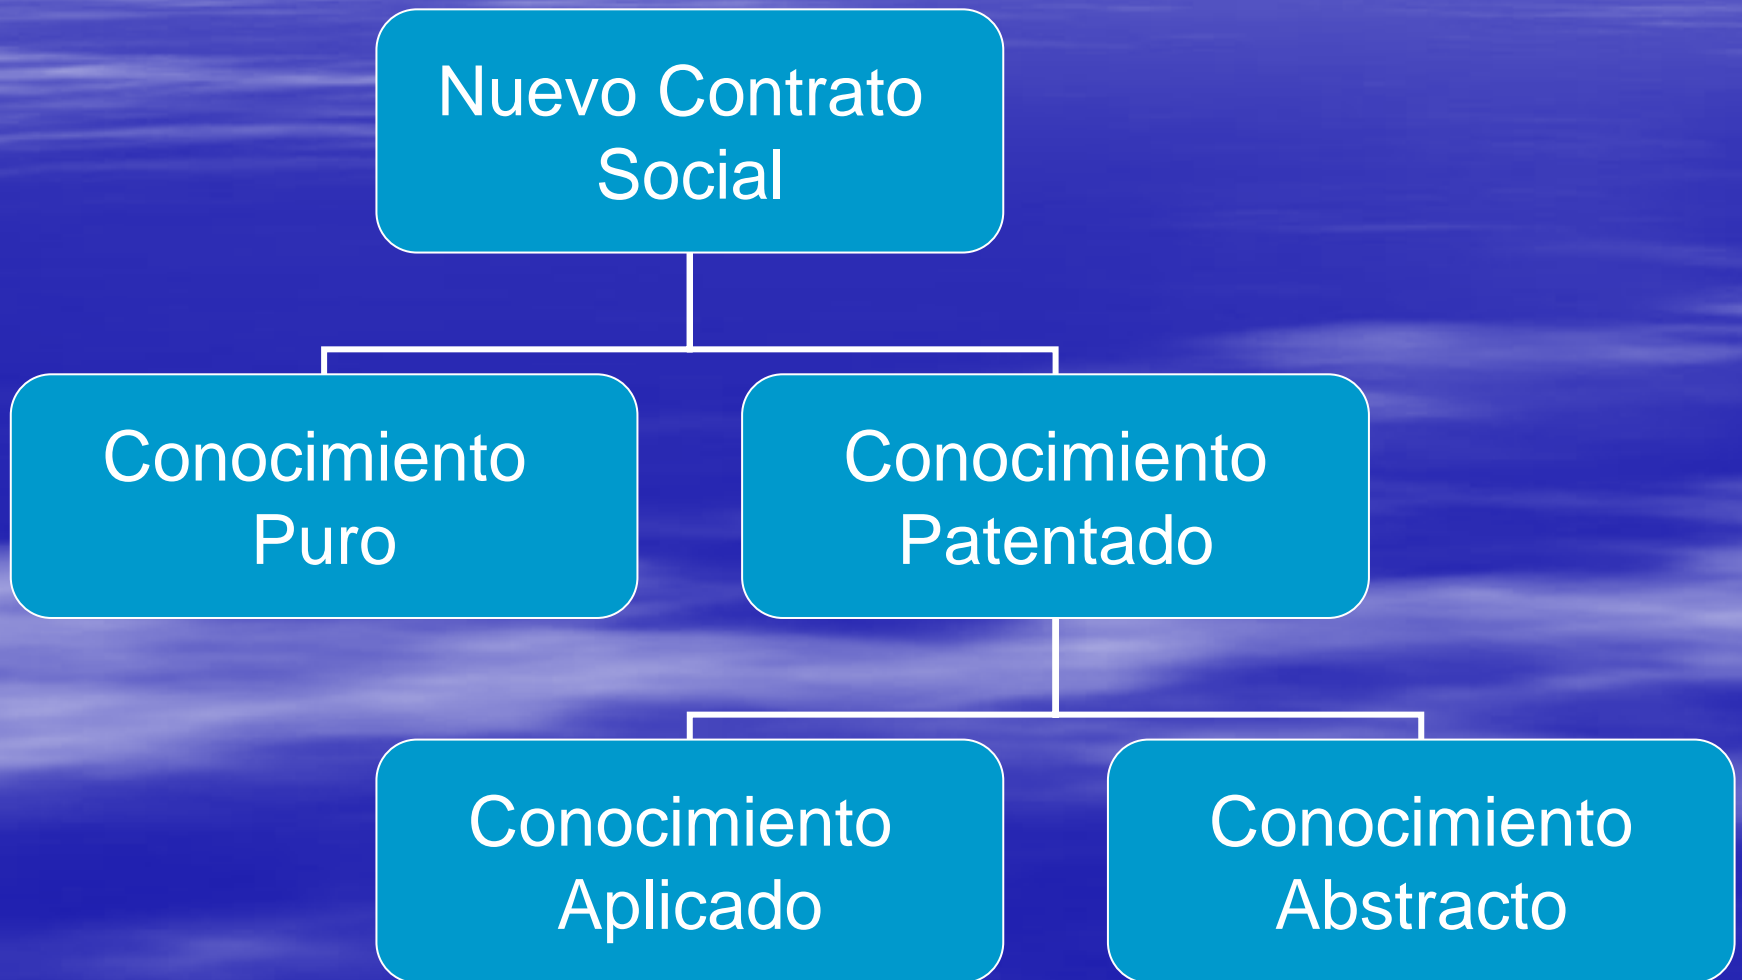 Nuevo Contrato
Social
Conocimiento
Puro
Conocimiento
Patentado
Conocimiento
Aplicado
Conocimiento
Abstracto